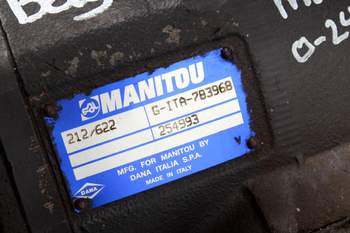 MANITOU
212/622 G-ITA-78396B
254993
MFG. FOR MANITOU BY
DANA ITALIA S.P.A.
MADE IN ITALY
DANA